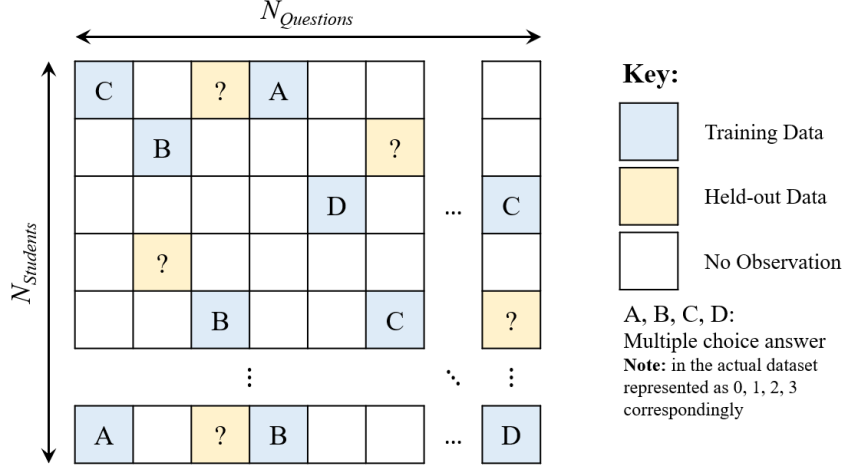 N_Questions
N_Students
C ? A
B ?
D ... C
?
B C ?
⋮ ⋱ ⋮
A ? B ... D
Key:
Training Data
Held-out Data
No Observation
A, B, C, D:
Multiple choice answer
Note: in the actual dataset
represented as 0, 1, 2, 3
correspondingly